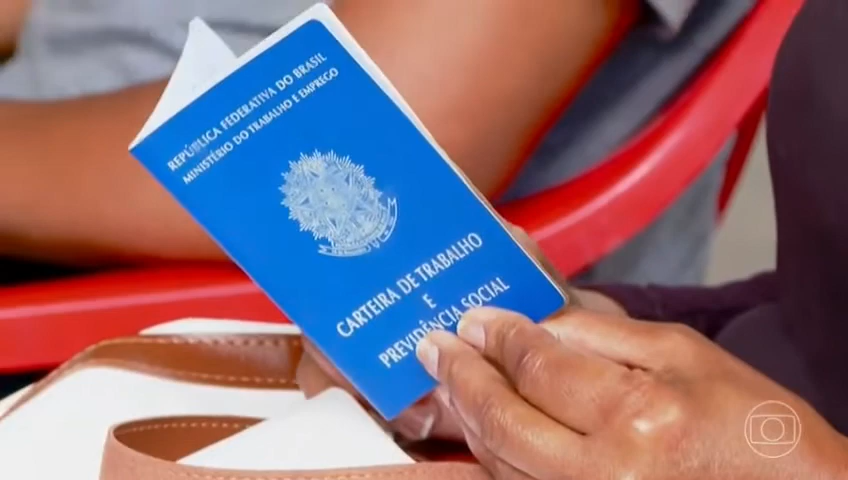 REPÚBLICA FEDERATIVA DO BRASIL
MINISTÉRIO DO TRABALHO E EMPREGO
CARTEIRA DE TRABALHO
E
PREVIDÊNCIA SOCIAL